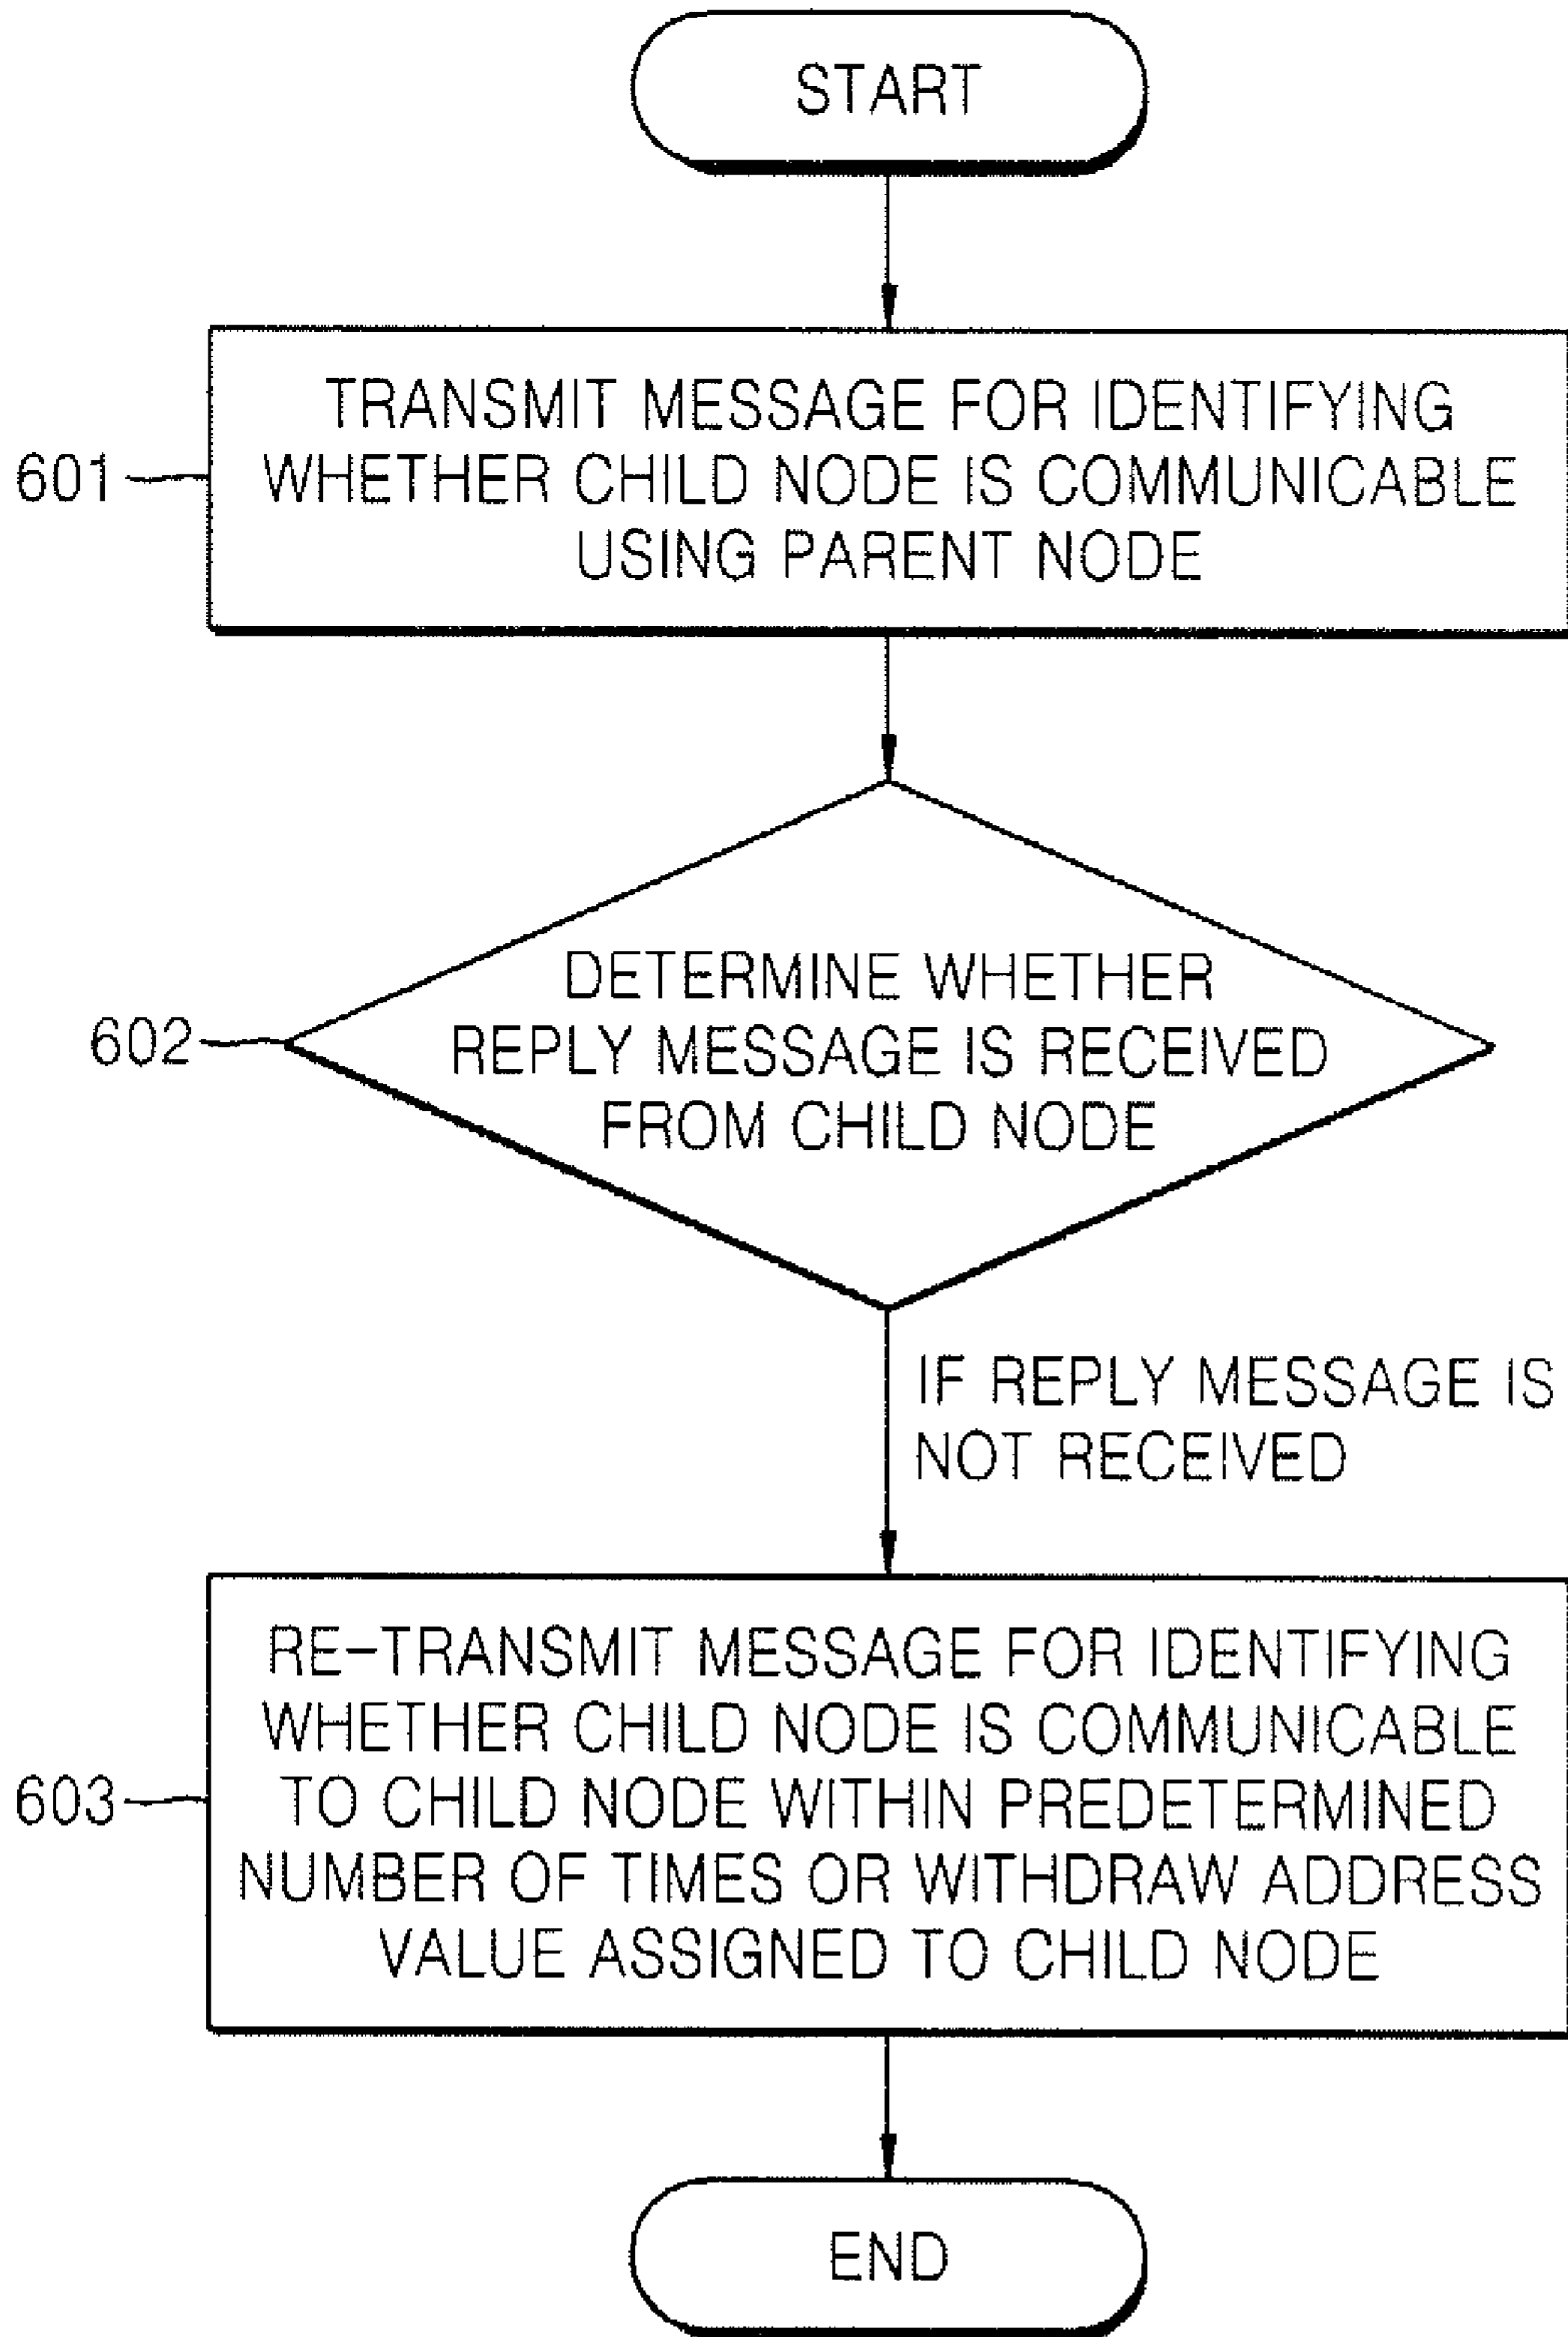 START
TRANSMIT MESSAGE FOR IDENTIFYING
WHETHER CHILD NODE IS COMMUNICABLE
USING PARENT NODE
601
DETERMINE WHETHER
REPLY MESSAGE IS RECEIVED
FROM CHILD NODE
602
IF REPLY MESSAGE IS
NOT RECEIVED
RE-TRANSMIT MESSAGE FOR IDENTIFYING
WHETHER CHILD NODE IS COMMUNICABLE
TO CHILD NODE WITHIN PREDETERMINED
NUMBER OF TIMES OR WITHDRAW ADDRESS
VALUE ASSIGNED TO CHILD NODE
603
END